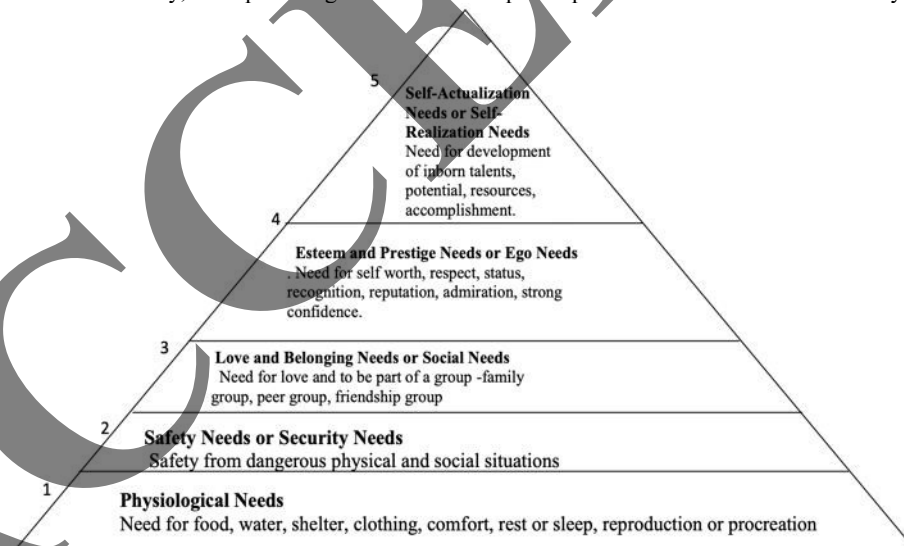 5
Self-Actualization
Needs or Self-
Realization Needs
Need for development
of inborn talents,
potential, resources,
accomplishment.
4
Esteem and Prestige Needs or Ego Needs
. Need for self worth, respect, status,
recognition, reputation, admiration, strong
confidence.
3
Love and Belonging Needs or Social Needs
Need for love and to be part of a group -family
group, peer group, friendship group
2
Safety Needs or Security Needs
Safety from dangerous physical and social situations
1
Physiological Needs
Need for food, water, shelter, clothing, comfort, rest or sleep, reproduction or procreation